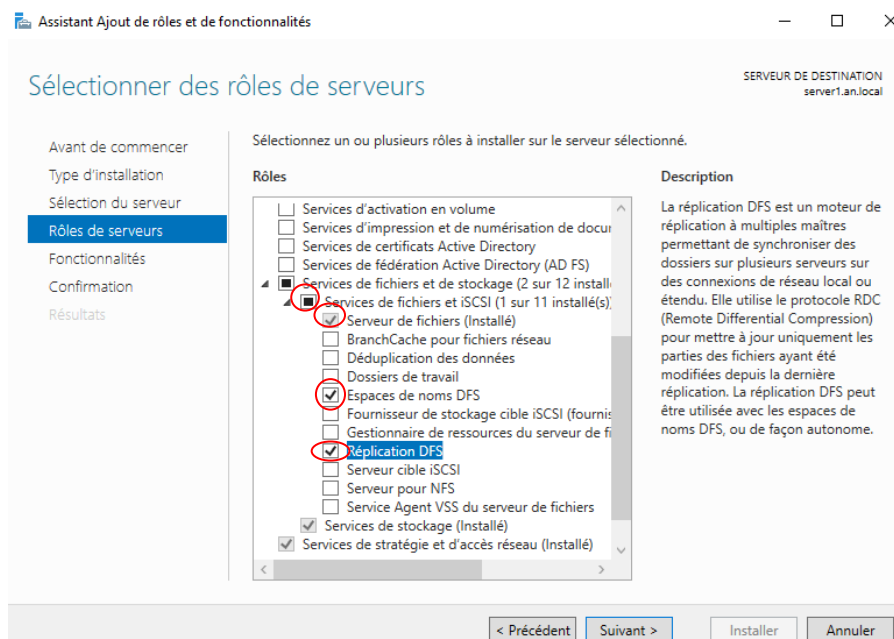 Assistant Ajout de rôles et de fonctionnalités
Sélectionner des rôles de serveurs
SERVEUR DE DESTINATION
server1.an.local
Avant de commencer
Type d'installation
Sélection du serveur
Rôles de serveurs
Fonctionnalités
Confirmation
Résultats
Sélectionnez un ou plusieurs rôles à installer sur le serveur sélectionné.
Rôles
Services d'activation en volume
Services d'impression et de numérisation de docur
Services de certificats Active Directory
Services de fédération Active Directory (AD FS)
Services de fichiers et de stockage (2 sur 12 install
Services de fichiers et iSCSI (1 sur 11 installé(s))
Serveur de fichiers (Installé)
BranchCache pour fichiers réseau
Déduplication des données
Dossiers de travail
Espaces de noms DFS
Fournisseur de stockage cible iSCSI (fournis
Gestionnaire de ressources du serveur de fi
Réplication DFS
Serveur cible iSCSI
Serveur pour NFS
Service Agent VSS du serveur de fichiers
Services de stockage (Installé)
Services de stratégie et d'accès réseau (Installé)
Description
La réplication DFS est un moteur de
réplication à multiples maîtres
permettant de synchroniser des
dossiers sur plusieurs serveurs sur
des connexions de réseau local ou
étendu. Elle utilise le protocole RDC
(Remote Differential Compression)
pour mettre à jour uniquement les
parties des fichiers ayant été
modifiées depuis la dernière
réplication. La réplication DFS peut
être utilisée avec les espaces de
noms DFS, ou de façon autonome.
< Précédent
Suivant >
Installer
Annuler